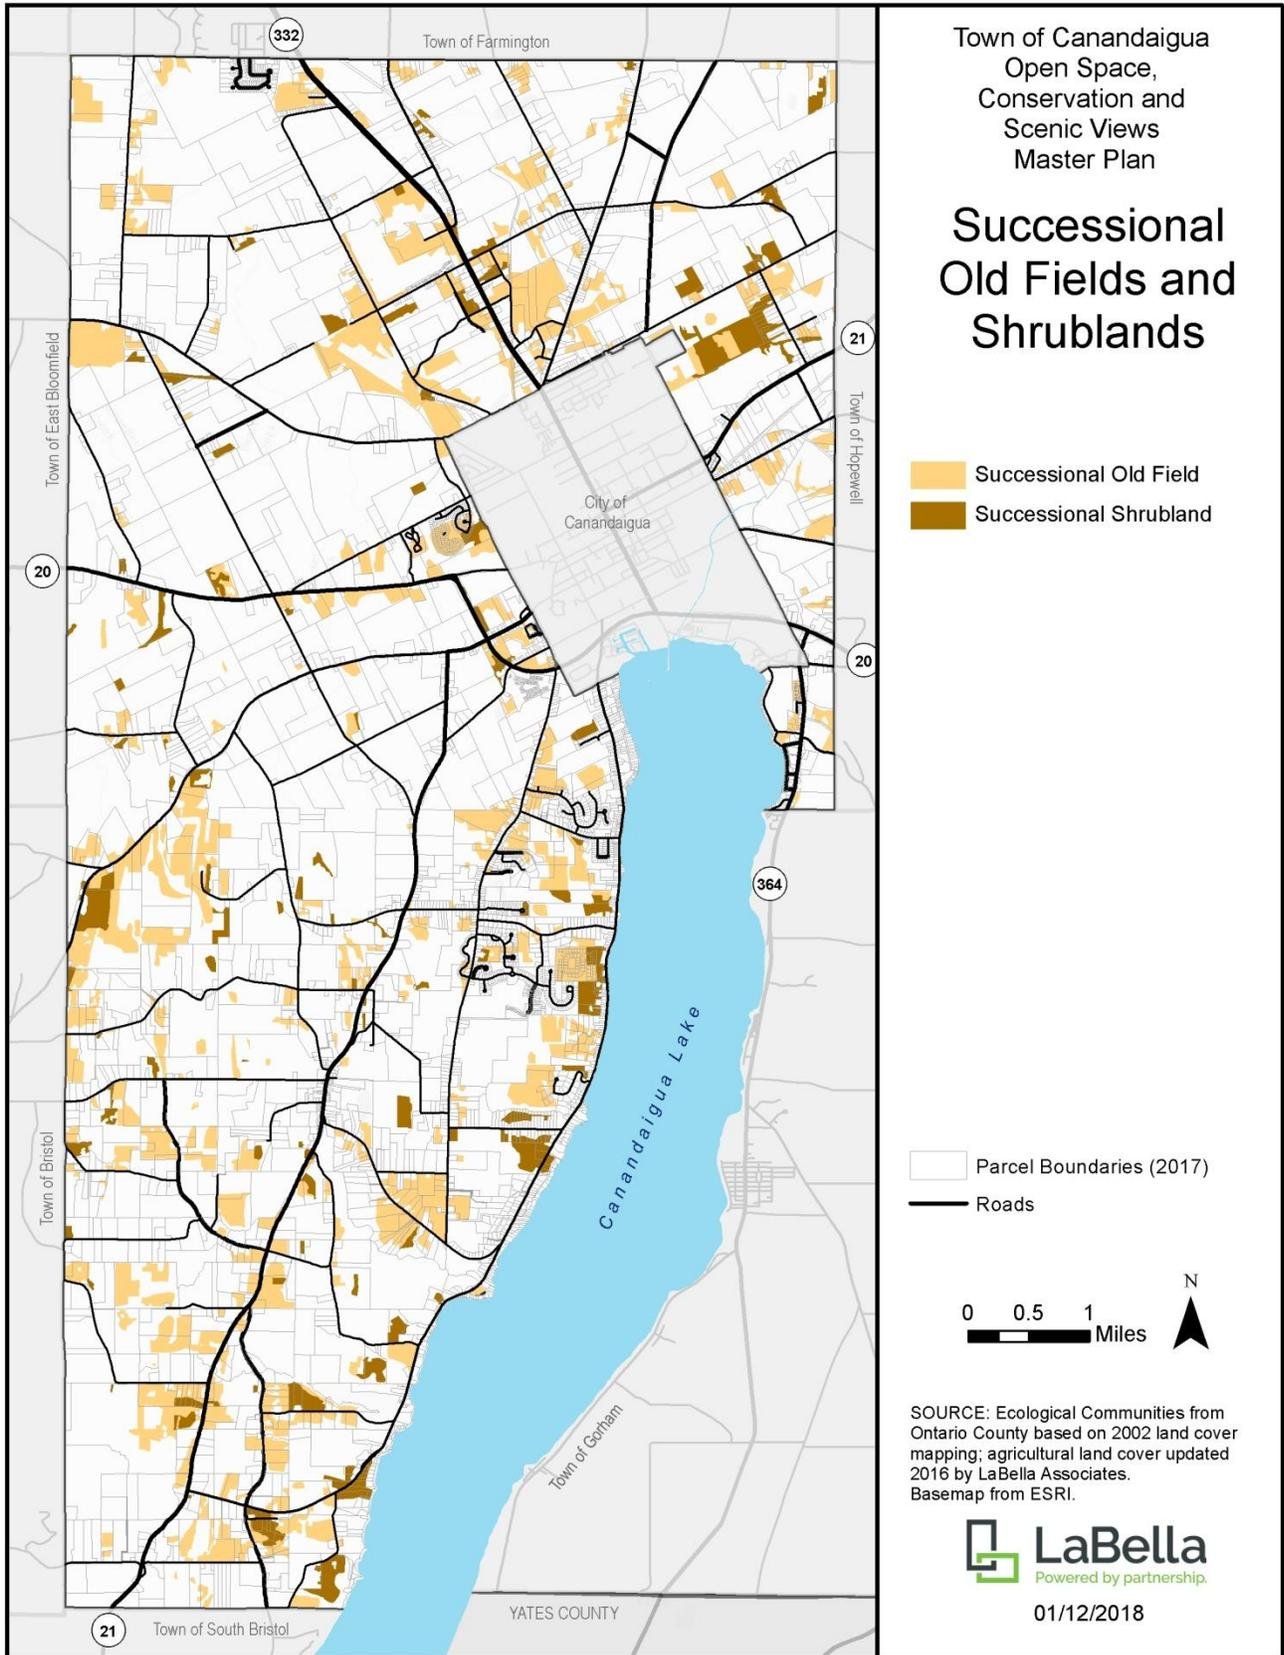 332
Town of Farmington
Town of East Bloomfield
21
Town of Hopewell
City of
Canandaigua
20
20
364
Canandaigua Lake
Town of Bristol
Town of Gorham
YATES COUNTY
21
Town of South Bristol
Town of Canandaigua
Open Space,
Conservation and
Scenic Views
Master Plan
Successional
Old Fields and
Shrublands
Successional Old Field
Successional Shrubland
Parcel Boundaries (2017)
Roads
N
0 0.5 1
Miles
SOURCE: Ecological Communities from
Ontario County based on 2002 land cover
mapping; agricultural land cover updated
2016 by LaBella Associates.
Basemap from ESRI.
LaBella
Powered by partnership.
01/12/2018